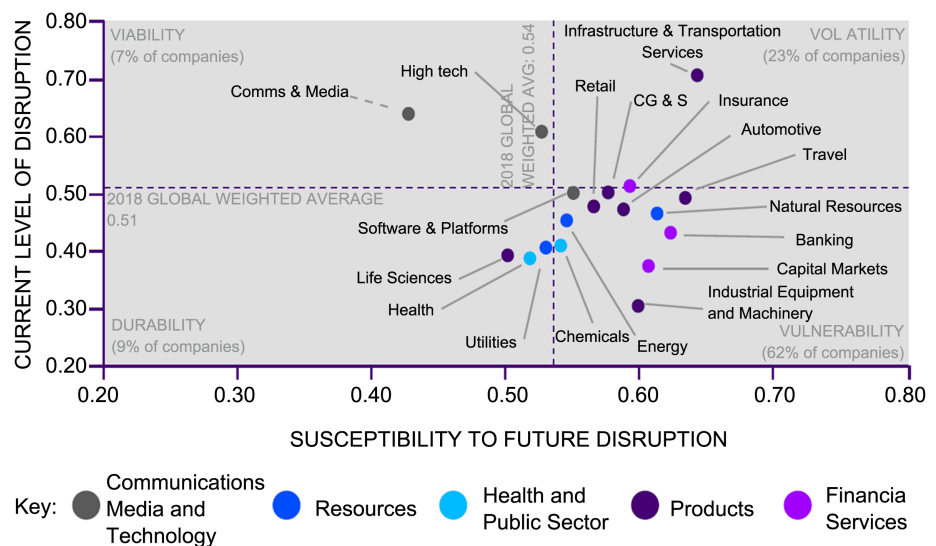 CURRENT LEVEL OF DISRUPTION
0.80
0.70
0.60
0.50
0.40
0.30
0.20
VIABILITY
(7% of companies)
VOL ATILITY
(23% of companies)
Infrastructure & Transportation
Services
High tech
Comms & Media
2018 GLOBAL
WEIGHTED AVG: 0.54
Retail
CG & S
Insurance
Automotive
Travel
2018 GLOBAL WEIGHTED AVERAGE
0.51
Software & Platforms
Natural Resources
Banking
Life Sciences
Capital Markets
Health
Industrial Equipment
and Machinery
Utilities
Chemicals
Energy
DURABILITY
(9% of companies)
VULNERABILITY
(62% of companies)
0.20
0.30
0.40
0.50
0.60
0.70
0.80
SUSCEPTIBILITY TO FUTURE DISRUPTION
Key:
Communications
Media and
Technology
Resources
Health and
Public Sector
Products
Financia
Services